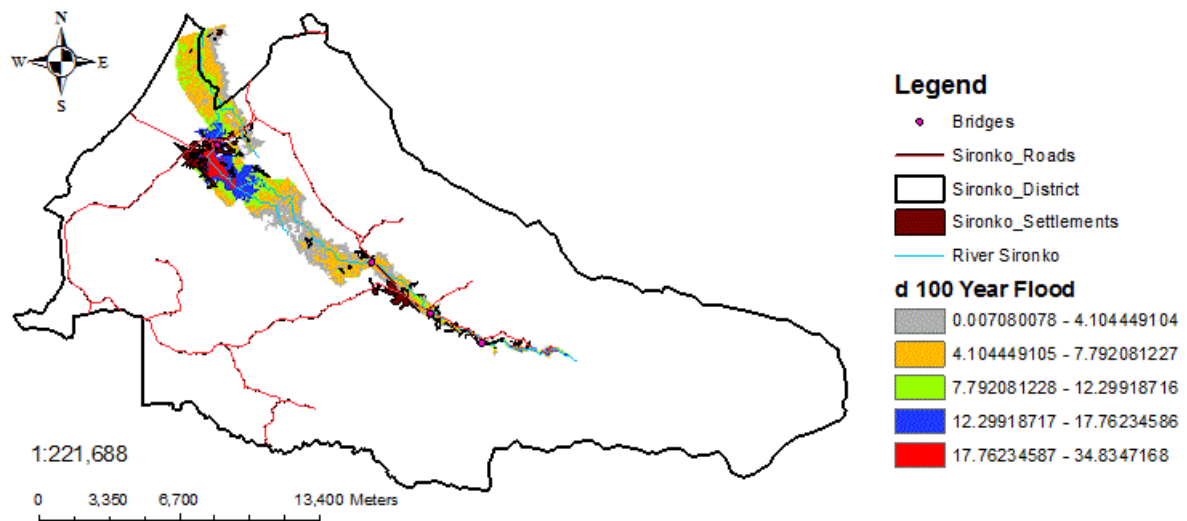 N
W
E
S
1:221,688
0 3,350 6,700 13,400 Meters
Legend
Bridges
Sironko_Roads
Sironko_District
Sironko_Settlements
River Sironko
d 100 Year Flood
0.007080078 - 4.104449104
4.104449105 - 7.792081227
7.792081228 - 12.29918716
12.29918717 - 17.76234586
17.76234587 - 34.8347168